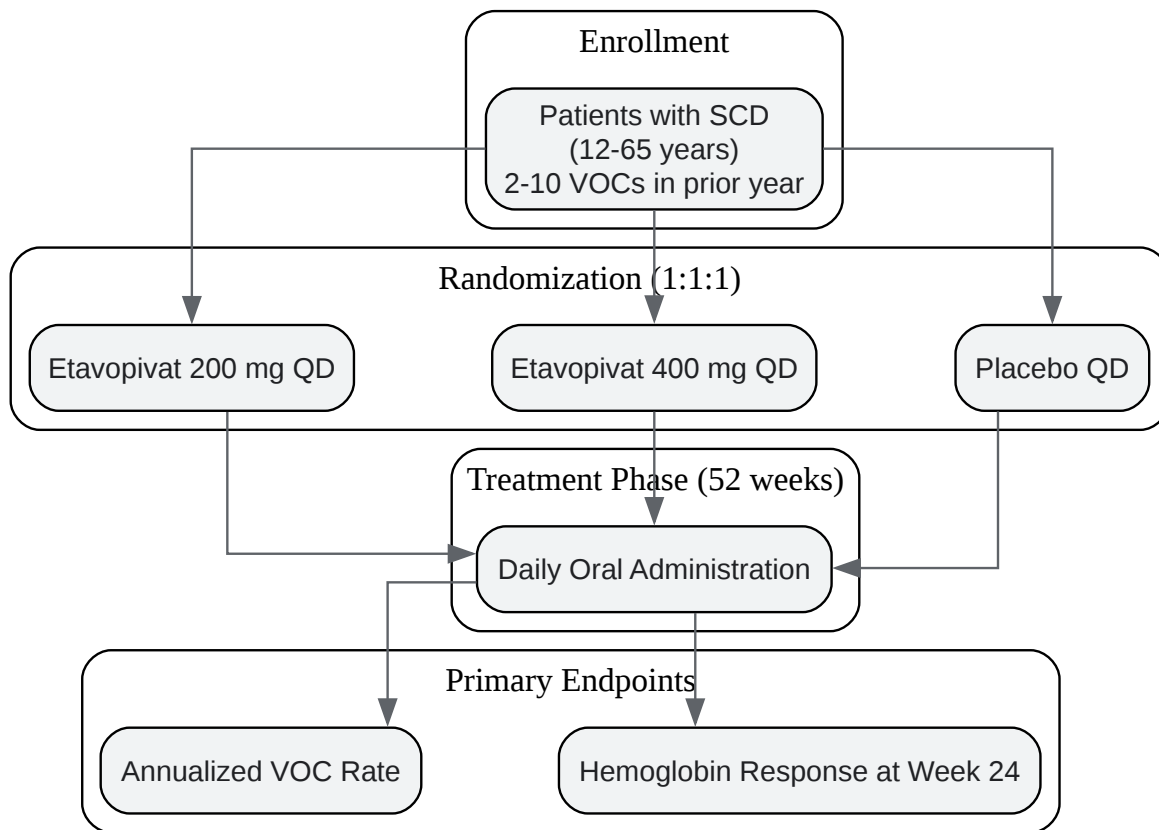 Enrollment
Patients with SCD
(12-65 years)
2-10 VOCs in prior year
Randomization (1:1:1)
Etavopivat 200 mg QD
Etavopivat 400 mg QD
Placebo QD
Treatment Phase (52 weeks)
Daily Oral Administration
Primary Endpoints
Annualized VOC Rate
Hemoglobin Response at Week 24